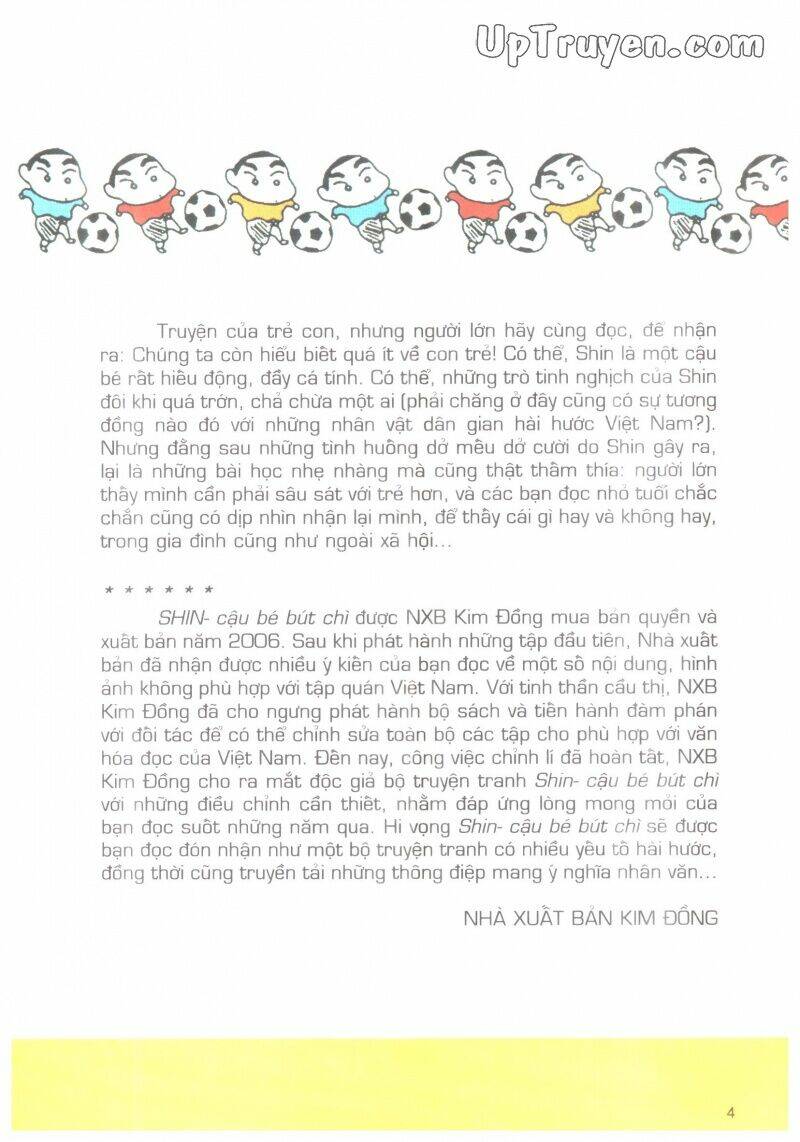 UpTruyen.com
Truyện của trẻ con, nhưng người lớn hãy cùng đọc, để nhận
ra: Chúng ta còn hiểu biết quá ít về con trẻ! Có thể, Shin là một cậu
bé rất hiếu động, đầy cá tính. Có thể, những trò tinh nghịch của Shin
đôi khi quá trớn, chả chừa một ai (phải chăng ở đây cũng có sự tương
đồng nào đó với những nhân vật dân gian hài hước Việt Nam?).
Nhưng đằng sau những tình huống dở mếu dở cười do Shin gây ra,
lại là những bài học nhẹ nhàng mà cũng thật thấm thía: người lớn
thấy mình cần phải sâu sát với trẻ hơn, và các bạn đọc nhỏ tuổi chắc
chắn cũng có dịp nhìn nhận lại mình, để thấy cái gì hay và không hay,
trong gia đình cũng như ngoài xã hội...
* * * * * *
SHIN- cậu bé bút chì được NXB Kim Đồng mua bản quyền và
xuất bản năm 2006. Sau khi phát hành những tập đầu tiên, Nhà xuất
bản đã nhận được nhiều ý kiến của bạn đọc về một số nội dung, hình
ảnh không phù hợp với tập quán Việt Nam. Với tinh thần cầu thị, NXB
Kim Đồng đã cho ngưng phát hành bộ sách và tiến hành đàm phán
với đối tác để có thể chỉnh sửa toàn bộ các tập cho phù hợp với văn
hóa đọc của Việt Nam. Đến nay, công việc chỉnh lí đã hoàn tất, NXB
Kim Đồng cho ra mắt độc giả bộ truyện tranh Shin- cậu bé bút chì
với những điều chỉnh cần thiết, nhằm đáp ứng lòng mong mỏi của
bạn đọc suốt những năm qua. Hi vọng Shin- cậu bé bút chì sẽ được
bạn đọc đón nhận như một bộ truyện tranh có nhiều yếu tố hài hước,
đồng thời cũng truyền tải những thông điệp mang ý nghĩa nhân văn...
NHÀ XUẤT BẢN KIM ĐỒNG
4